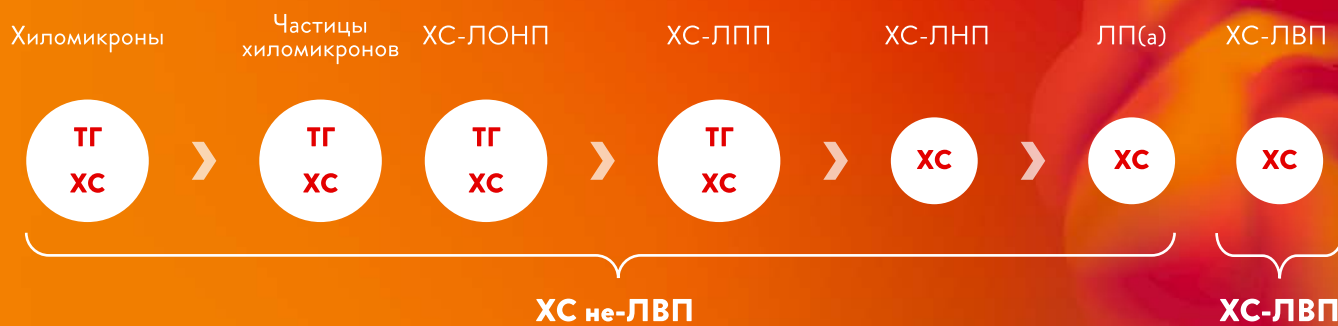 Хиломикроны
Частицы
хиломикронов
ХС-ЛОНП
ХС-ЛПП
ХС-ЛНП
ЛП(а)
ХС-ЛВП
ТГ
ХС
ТГ
ХС
ТГ
ХС
ТГ
ХС
ХС
ХС
ХС
ХС не-ЛВП
ХС-ЛВП